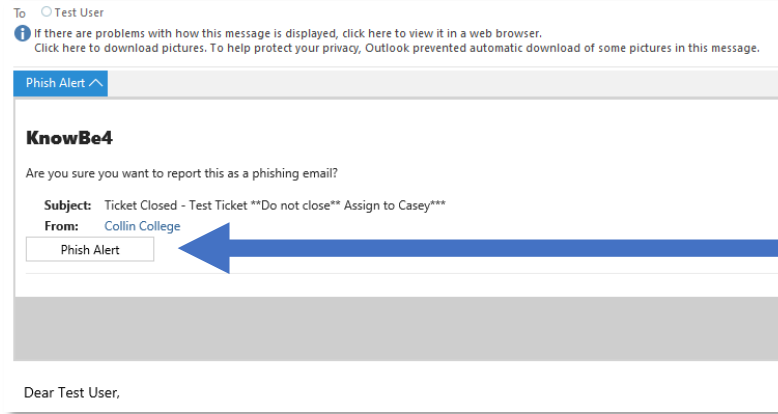 To Test User
If there are problems with how this message is displayed, click here to view it in a web browser.
Click here to download pictures. To help protect your privacy, Outlook prevented automatic download of some pictures in this message.
Phish Alert
KnowBe4
Are you sure you want to report this as a phishing email?
Subject: Ticket Closed - Test Ticket **Do not close** Assign to Casey***
From: Collin College
Phish Alert
Dear Test User,